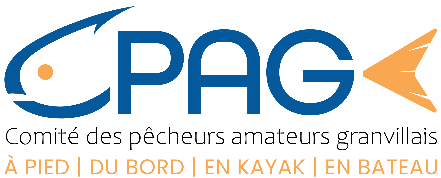 CPAG
Comité des pêcheurs amateurs granvillais
À PIED | DU BORD | EN KAYAK | EN BATEAU